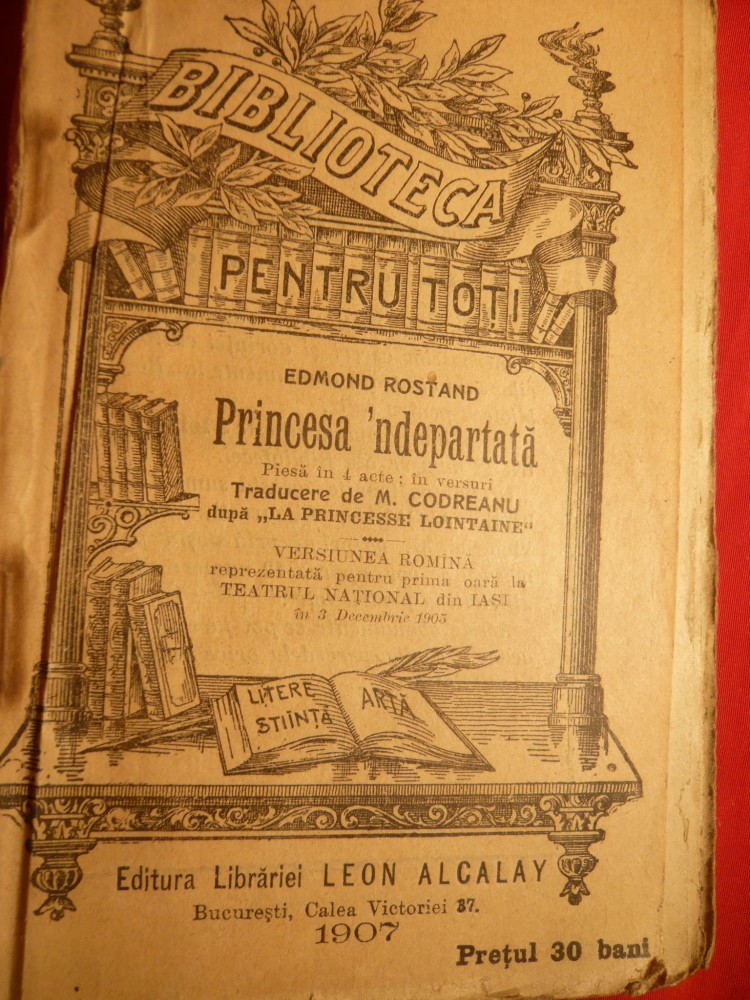 BIBLIOTECA
PENTRU TOȚI
EDMOND ROSTAND
Princesa 'ndepartată
Piesă în 4 acte; în versuri
Traducere de M. CODREANU
după „LA PRINCESSE LOINTAINE"
VERSIUNEA ROMÎNĂ
reprezentată pentru prima oară la
TEATRUL NAȚIONAL din IAȘI
în 3 Decembrie 1905
LITERE
ARTĂ
STIINȚĂ
Editura Librăriei LEON ALCALAY
București, Calea Victoriei 37.
1907
Prețul 30 bani